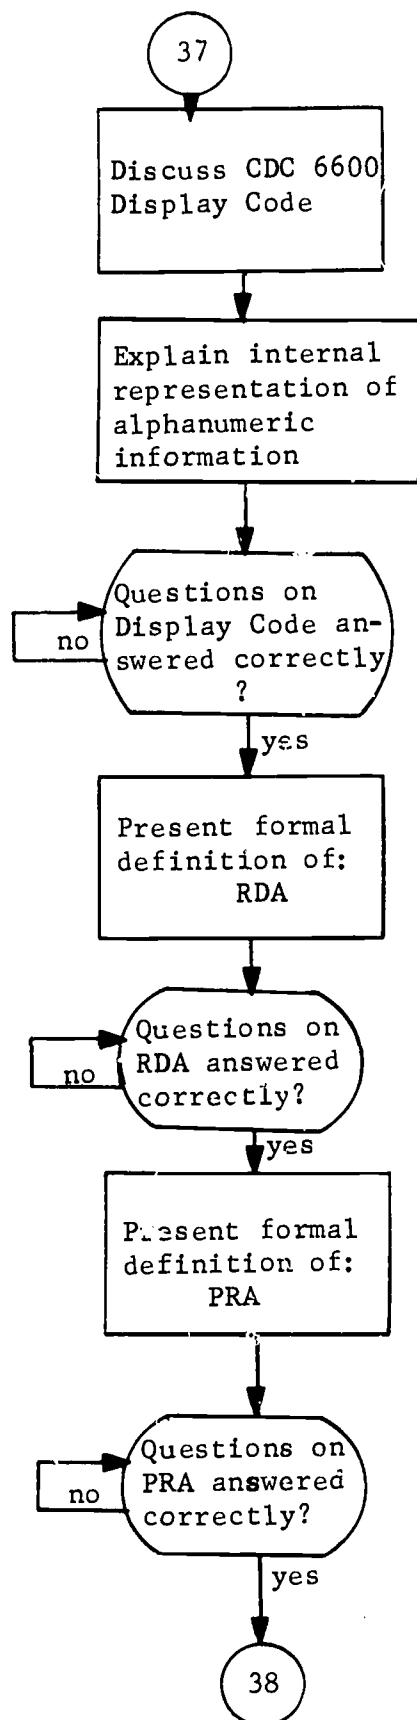 37
Discuss CDC 6600
Display Code
Explain internal
representation of
alphanumeric
information
Questions on
Display Code an-
swered correctly
?
no
yes
Present formal
definition of:
RDA
Questions on
RDA answered
correctly?
no
yes
Present formal
definition of:
PRA
Questions on
PRA answered
correctly?
no
yes
38